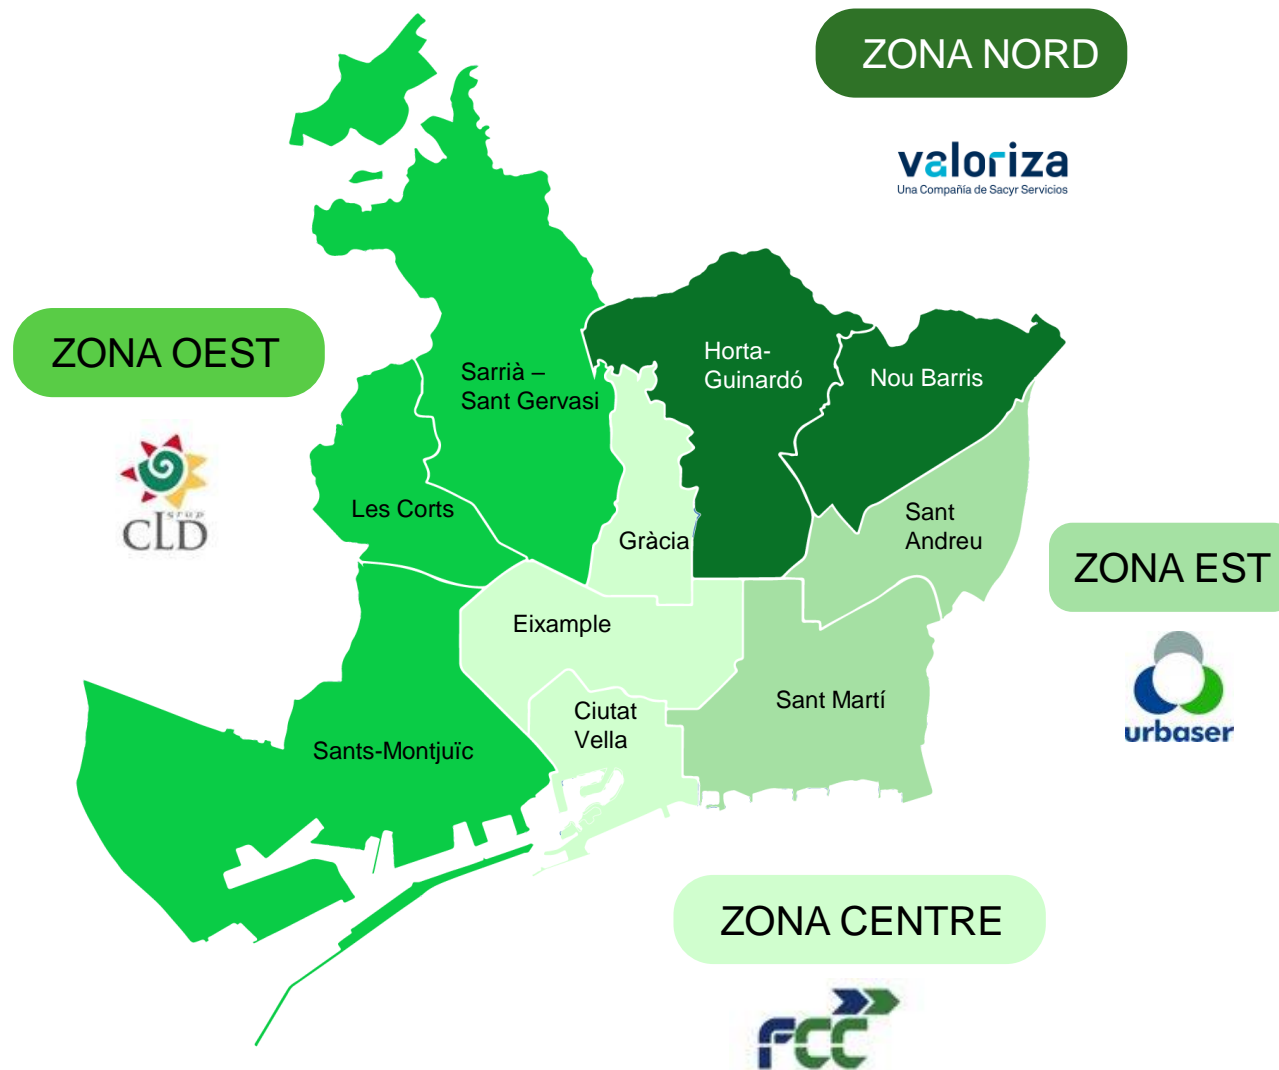 ZONA NORD
valoriza
Una Compañía de Sacyr Servicios
ZONA OEST
grup
CLD
Sarrià –
Sant Gervasi
Horta-
Guinardó
Nou Barris
Les Corts
Gràcia
Sant
Andreu
ZONA EST
urbaser
Eixample
Sant Martí
Ciutat
Vella
Sants-Montjuïc
ZONA CENTRE
FCC